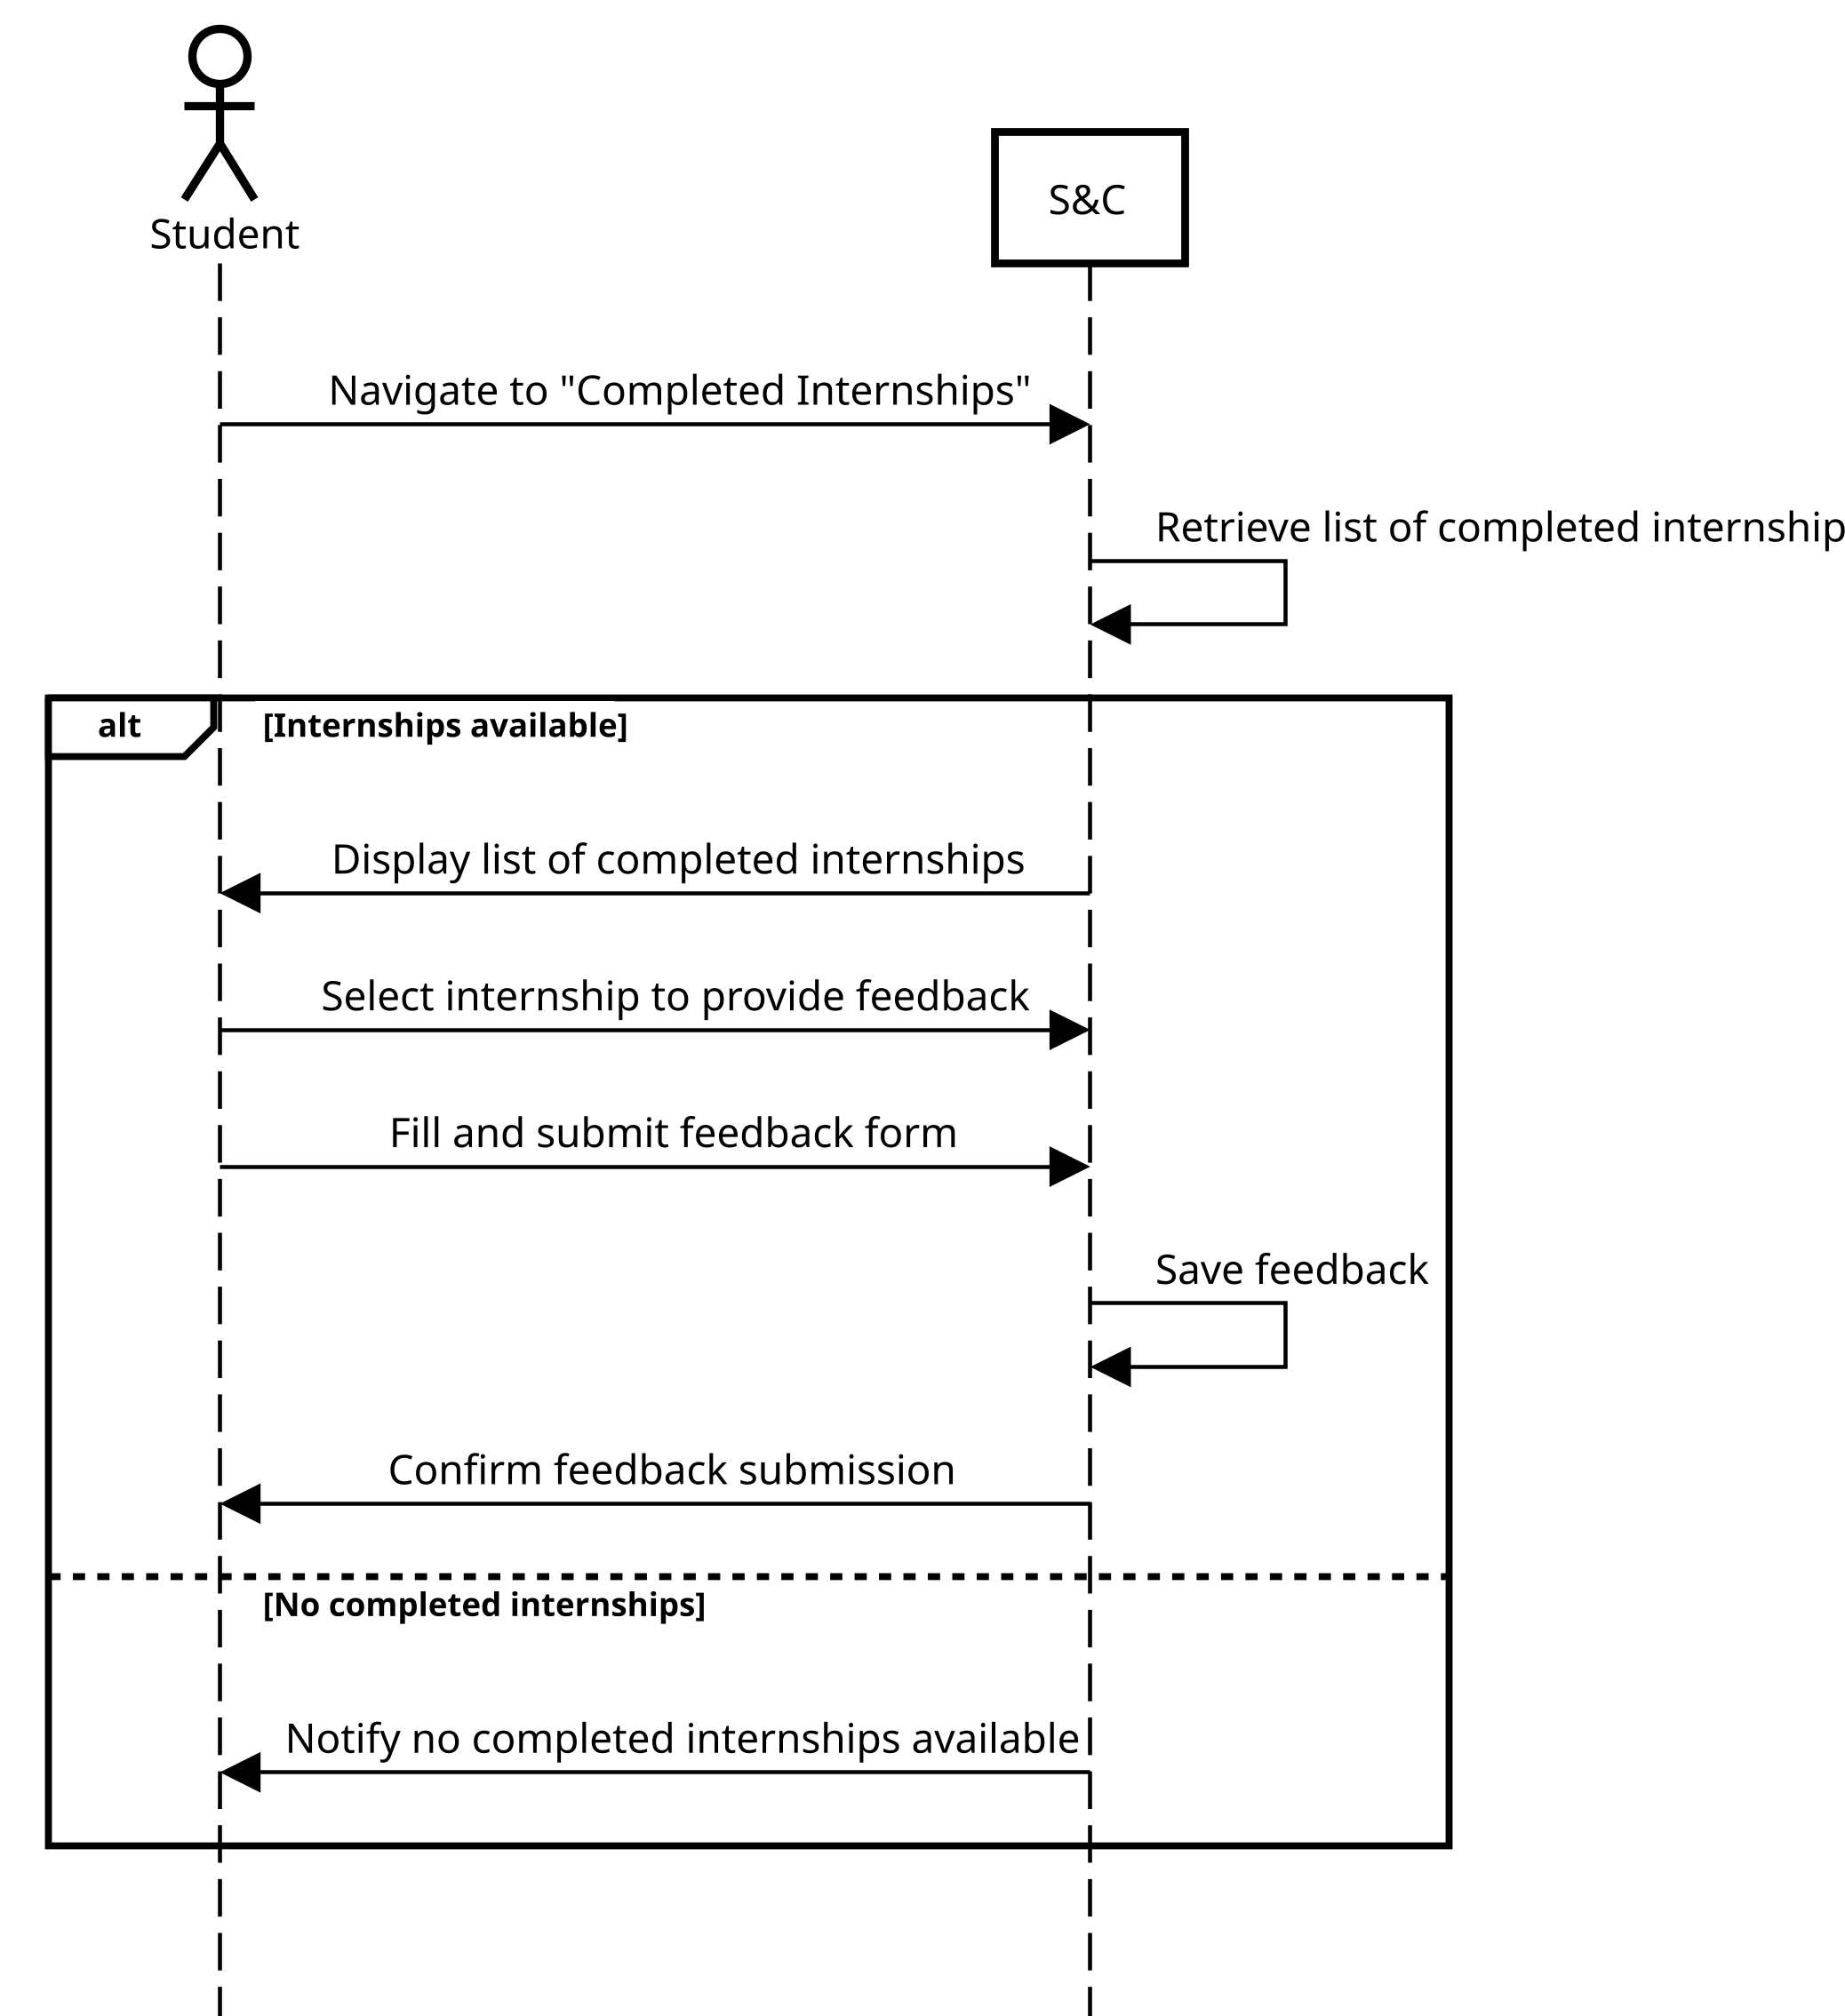 Student
S&C
Navigate to "Completed Internships"
Retrieve list of completed internship
alt
[Internships available]
Display list of completed internships
Select internship to provide feedback
Fill and submit feedback form
Save feedback
Confirm feedback submission
[No completed internships]
Notify no completed internships available